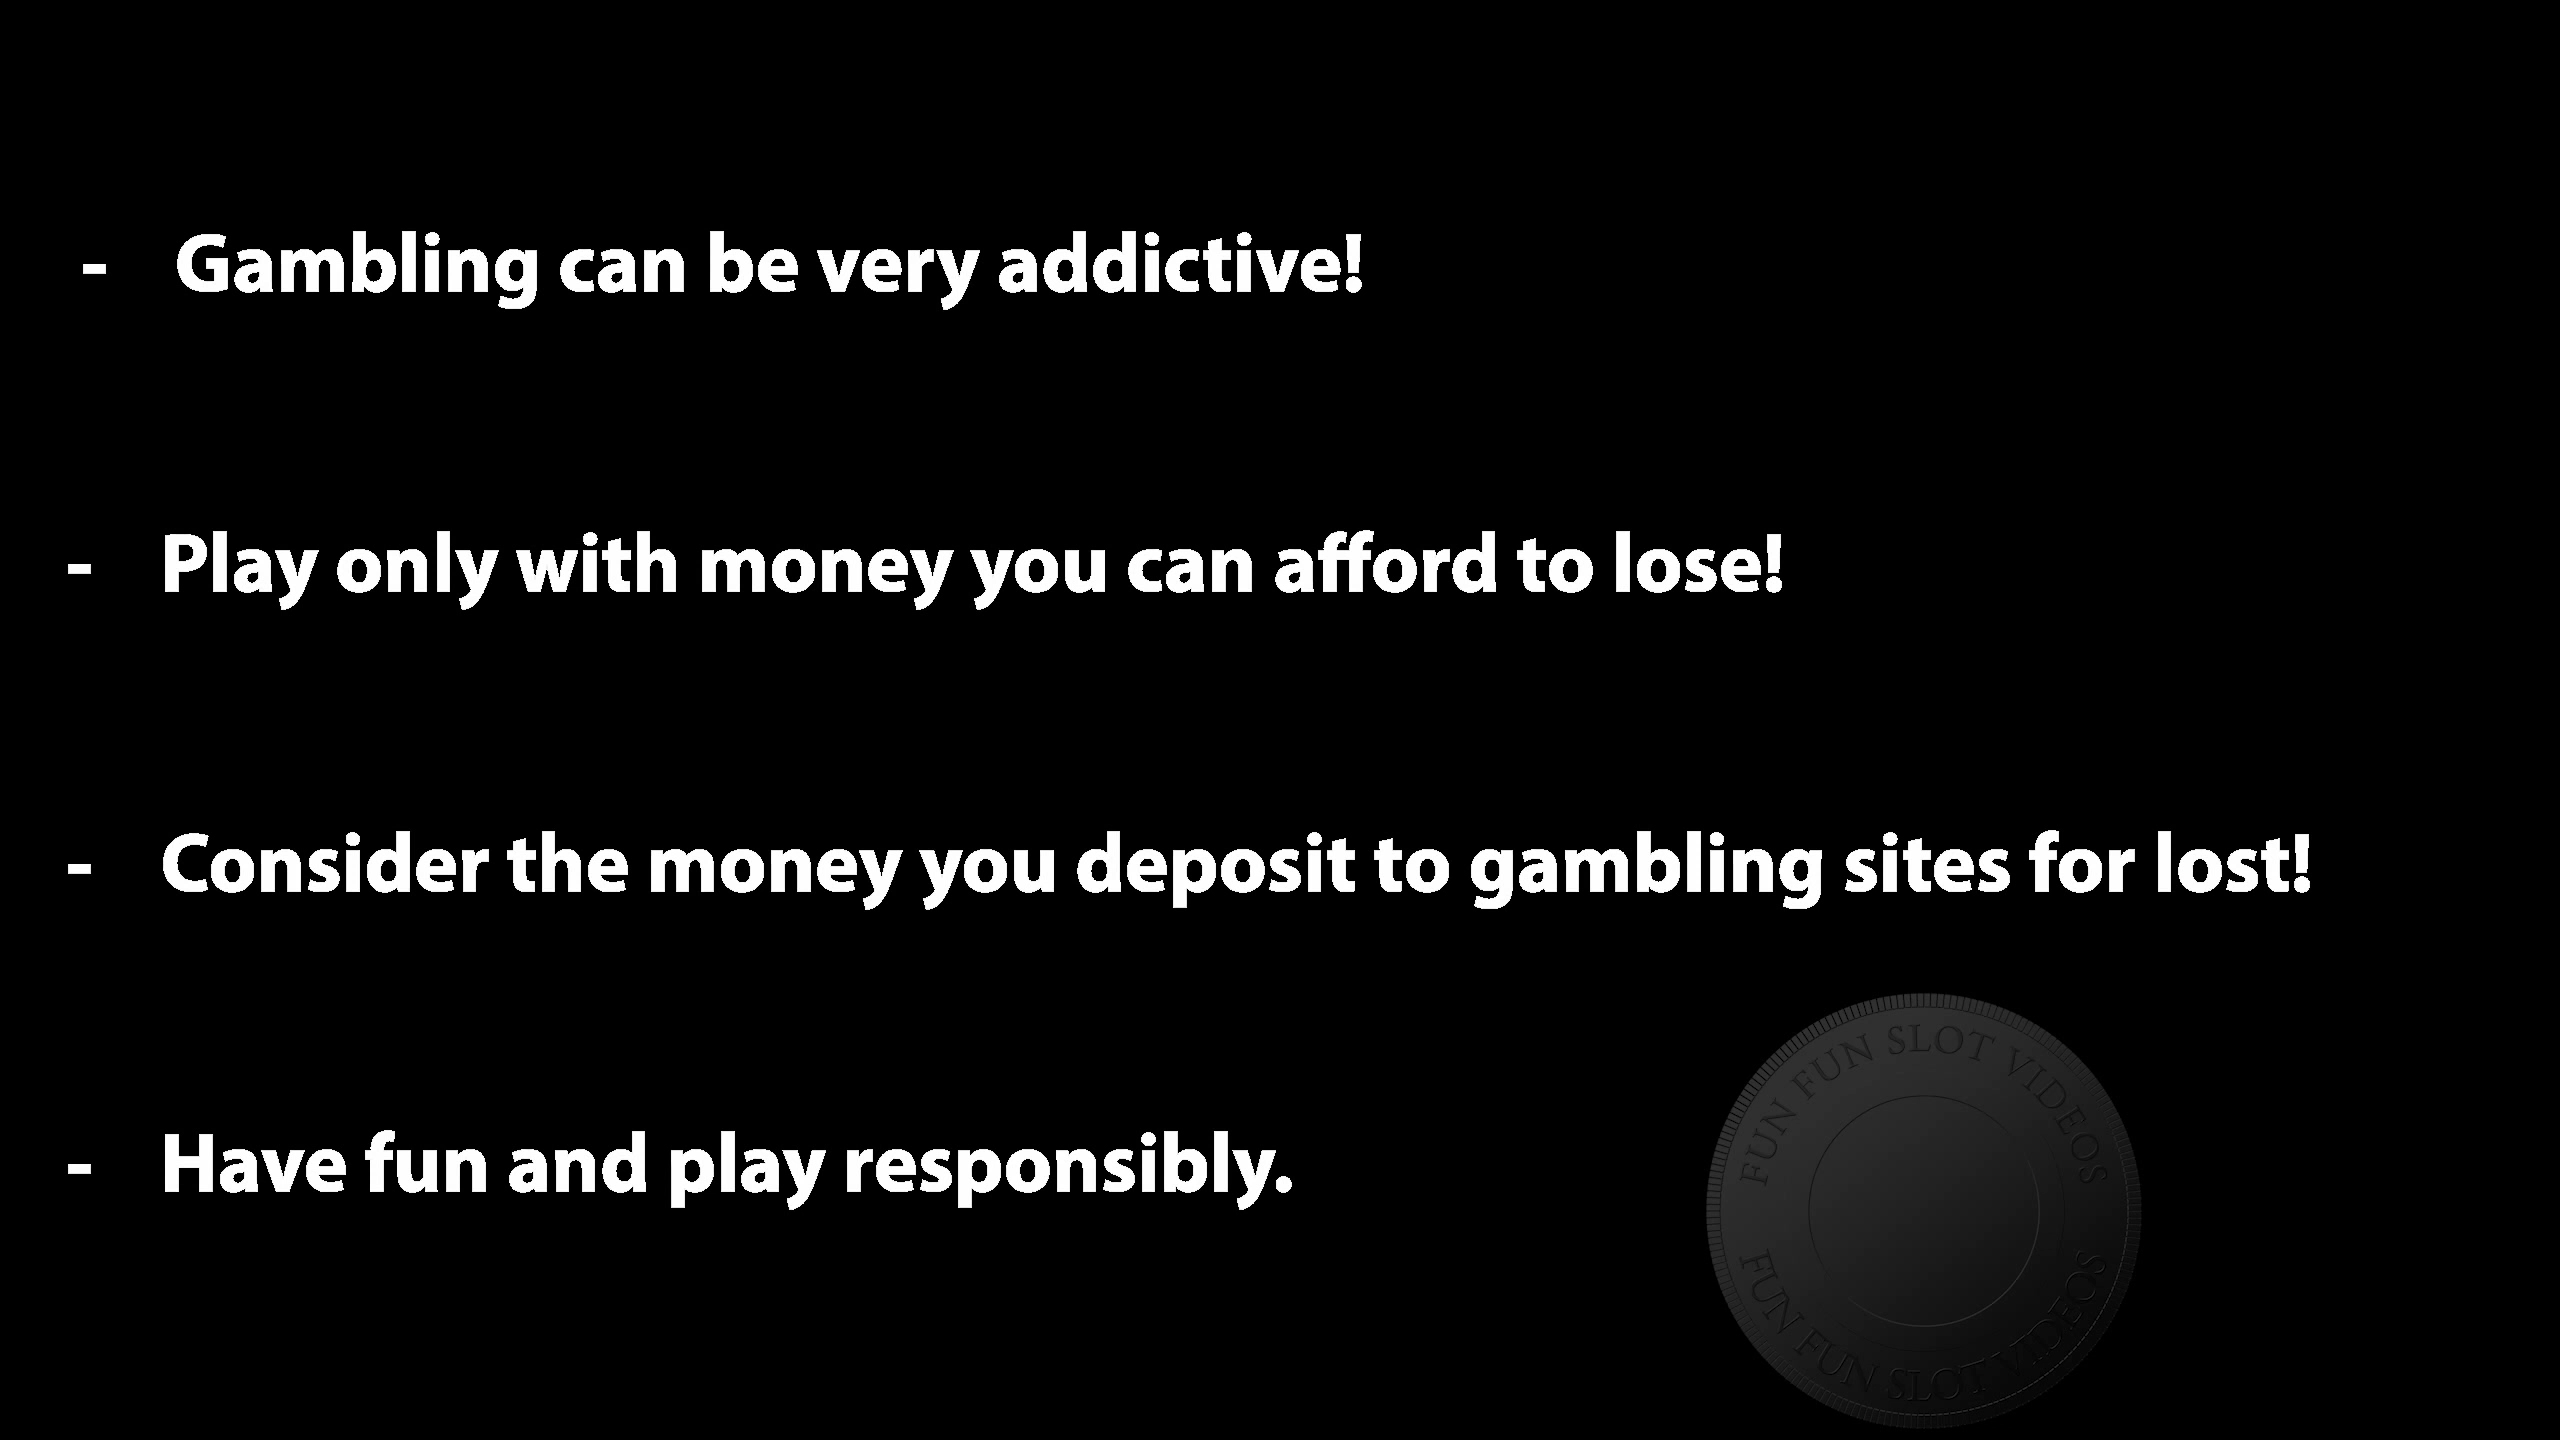 - Gambling can be very addictive!
- Play only with money you can afford to lose!
- Consider the money you deposit to gambling sites for lost!
- Have fun and play responsibly.
FUN FUN SLOT VIDEOS
FUN FUN SLOT VIDEOS